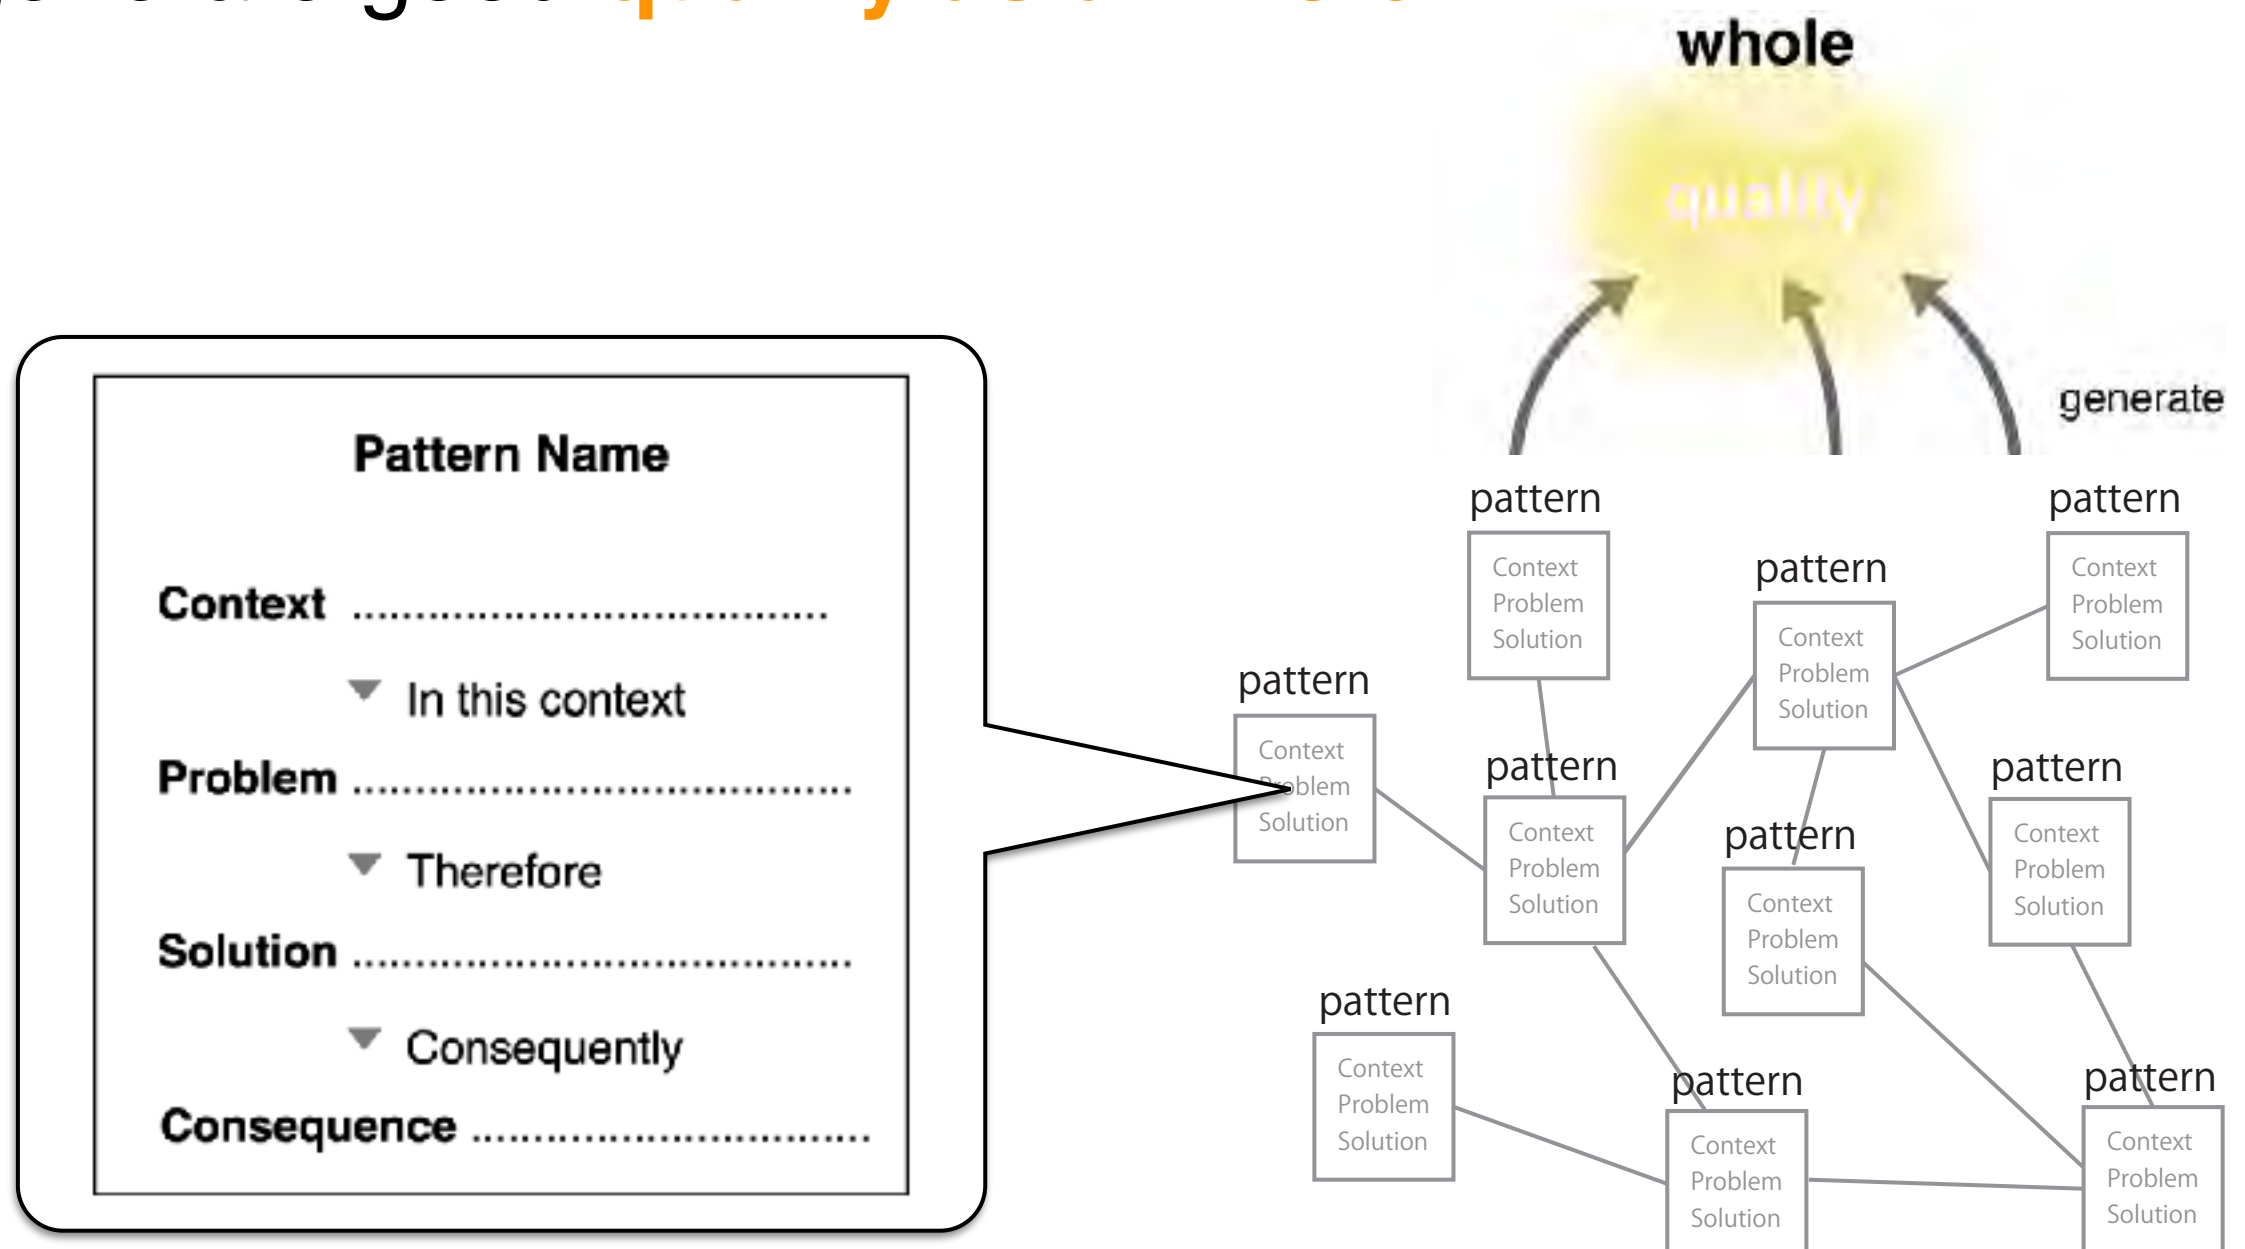 whole
quality
generate
Pattern Name
Context ......................................
In this context
Problem ........................................
Therefore
Solution ........................................
Consequently
Consequence ................................
pattern
Context
Problem
Solution
pattern
Context
Problem
Solution
pattern
Context
Problem
Solution
pattern
Context
Problem
Solution
pattern
Context
Problem
Solution
pattern
Context
Problem
Solution
pattern
Context
Problem
Solution
pattern
Context
Problem
Solution
pattern
Context
Problem
Solution
pattern
Context
Problem
Solution